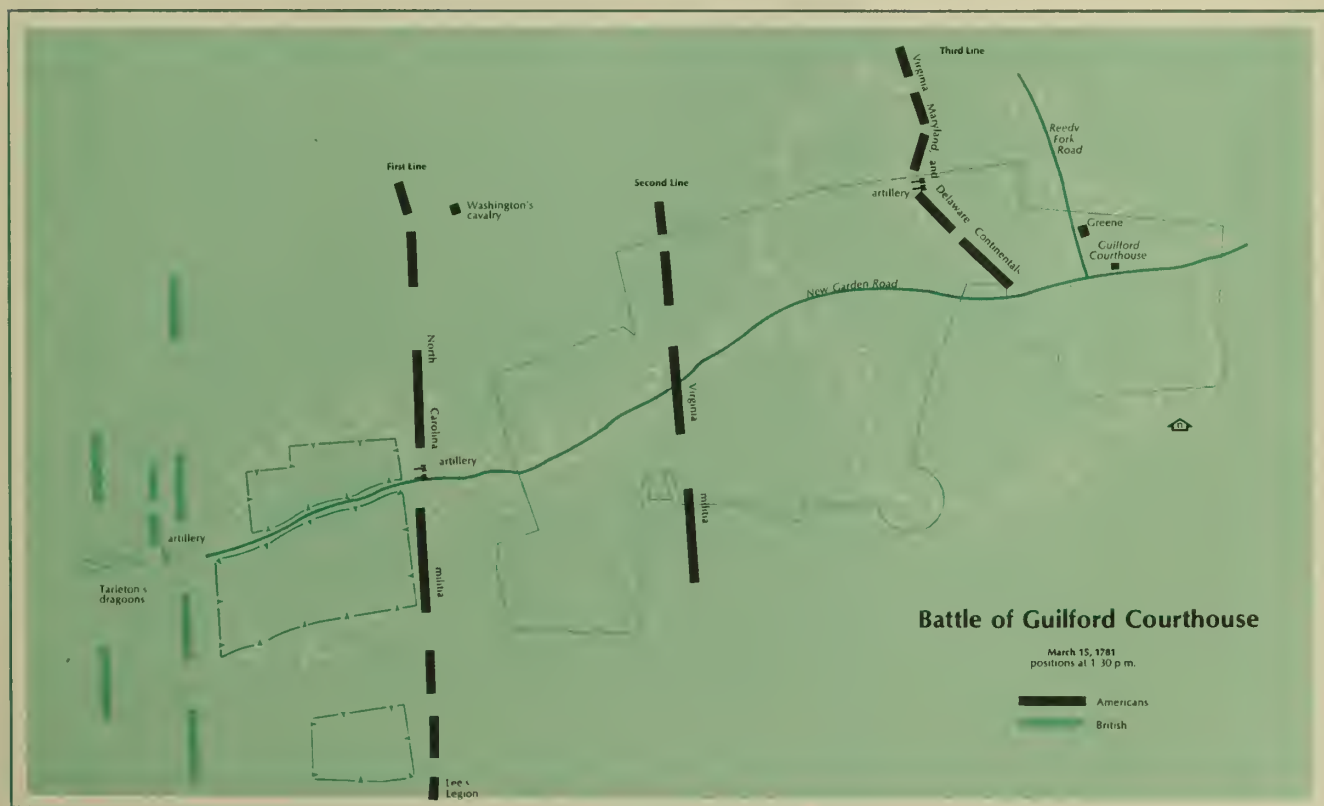 Third Line
Virginia Maryland, and Delaware Continentals
Reedy
Fork
Road
First Line
Second Line
Washington's
cavalry
artillery
Greene
Guilford
Courthouse
New Garden Road
North Carolina militia
Virginia militia
artillery
artillery
Tarleton's
dragoons
n
Battle of Guilford Courthouse
March 15, 1781
positions at 1 30 p.m.
Americans
British
Lee's
Legion